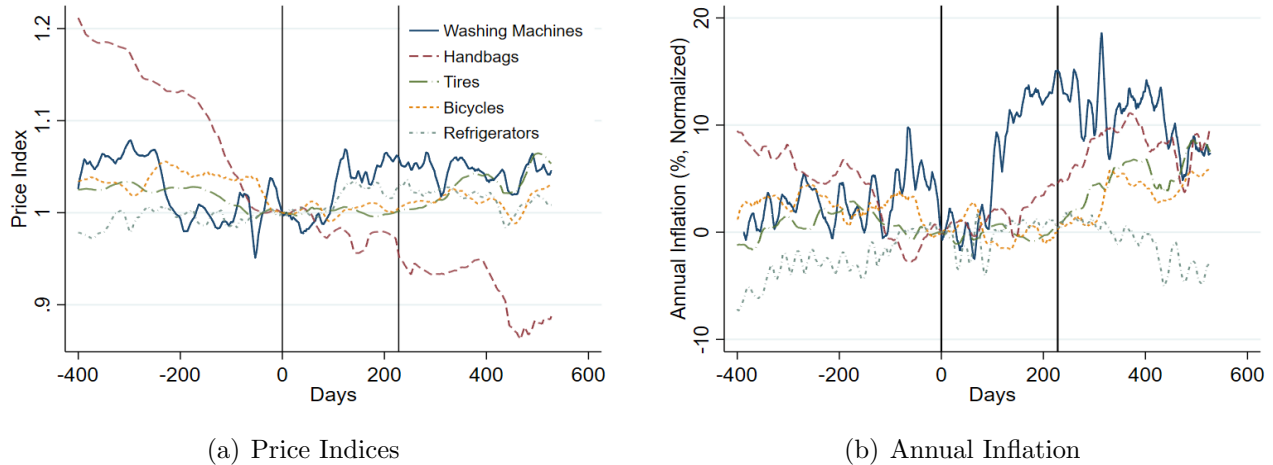 Price Index
1.2
1.1
1
.9
Washing Machines
Handbags
Tires
Bicycles
Refrigerators
-400 -200 0 200 400 600
Days
(a) Price Indices
Annual Inflation (%, Normalized)
20
10
0
-10
-400 -200 0 200 400 600
Days
(b) Annual Inflation